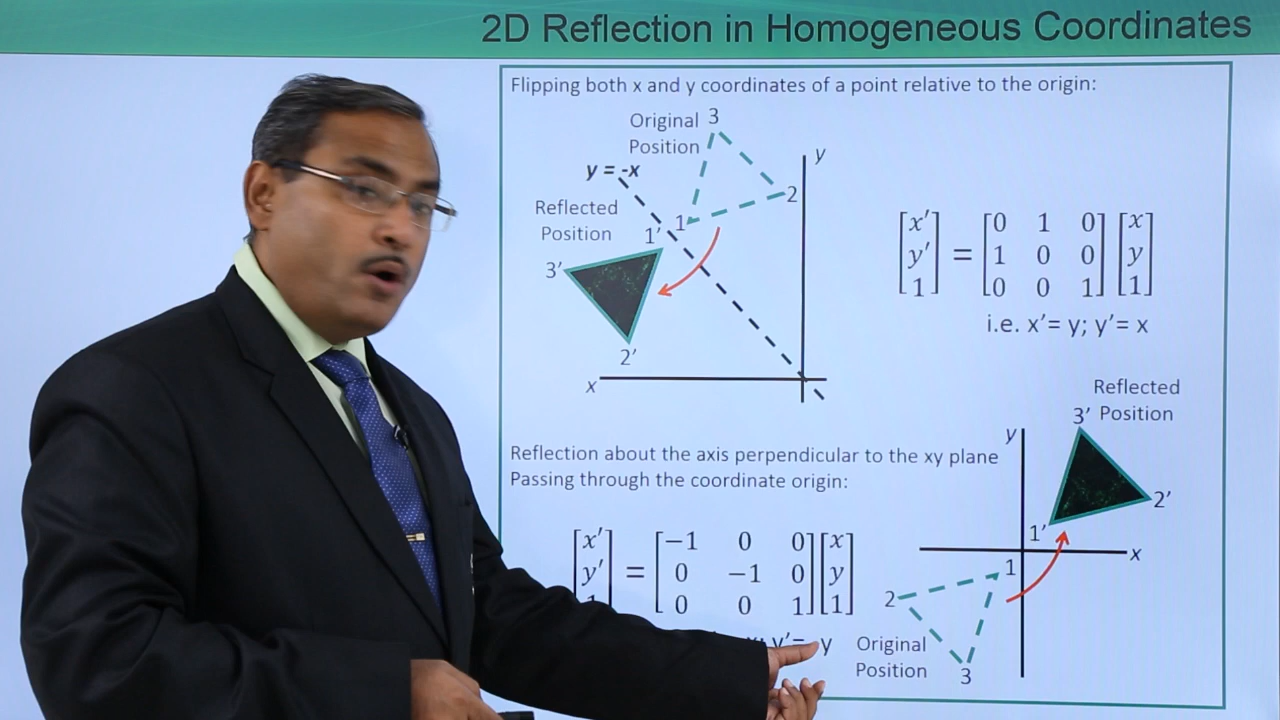 2D Reflection in Homogeneous Coordinates
Flipping both x and y coordinates of a point relative to the origin:
Original 3
Position
y
y = -x
2
Reflected
Position
1
1′
3′
2′
x
[x′] = [0 1 0] [x]
[y′] [1 0 0] [y]
[1] [0 0 1] [1]
i.e. x′= y; y′= x
Reflected
3′ Position
y
2′
1′
x
Reflection about the axis perpendicular to the xy plane
Passing through the coordinate origin:
[x′] = [−1 0 0] [x]
[y′] [0 −1 0] [y]
[1] [0 0 1] [1]
y′= y
1
2
Original
Position
3